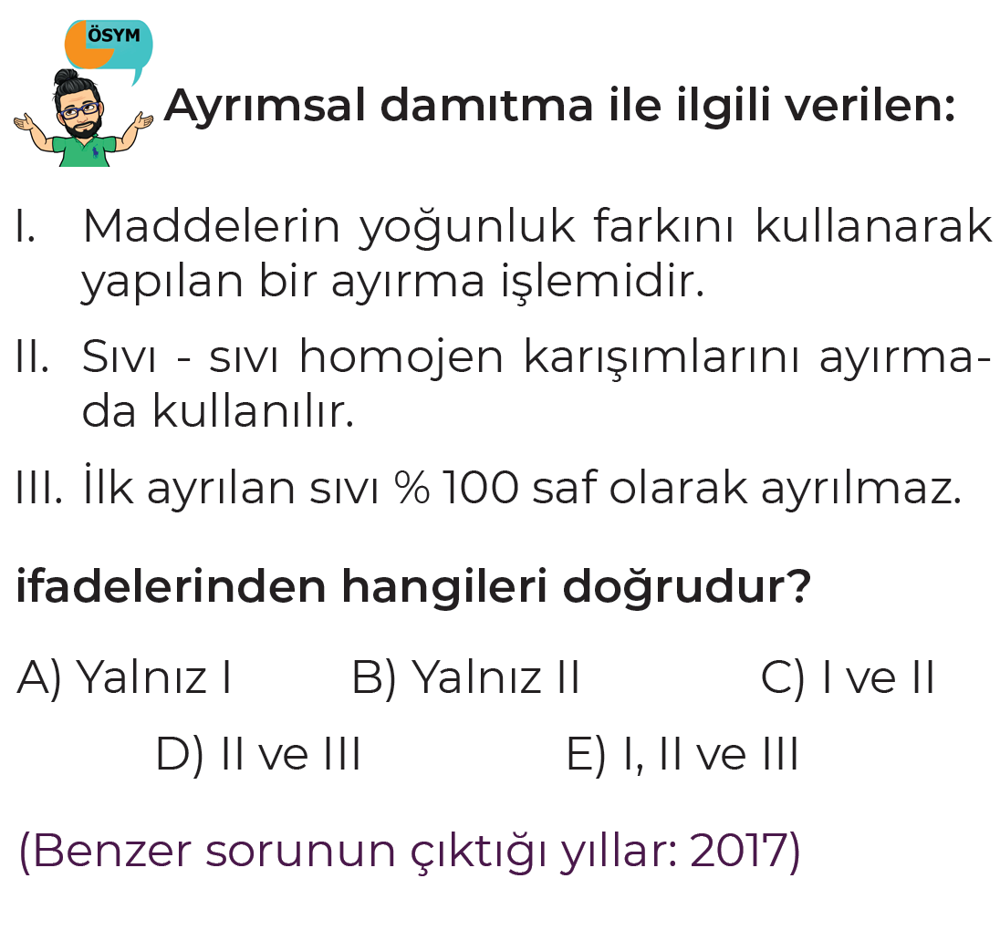 ÖSYM
Ayrımsal damıtma ile ilgili verilen:
I. Maddelerin yoğunluk farkını kullanarak
yapılan bir ayırma işlemidir.
II. Sıvı - sıvı homojen karışımlarını ayırma-
da kullanılır.
III. İlk ayrılan sıvı % 100 saf olarak ayrılmaz.
ifadelerinden hangileri doğrudur?
A) Yalnız I B) Yalnız II C) I ve II
D) II ve III E) I, II ve III
(Benzer sorunun çıktığı yıllar: 2017)